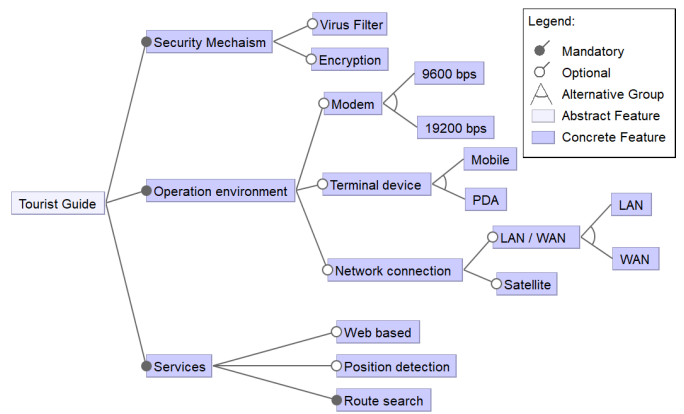 Tourist Guide
Security Mechaism
Virus Filter
Encryption
Operation environment
Modem
9600 bps
19200 bps
Terminal device
Mobile
PDA
Network connection
LAN / WAN
LAN
WAN
Satellite
Services
Web based
Position detection
Route search
Legend:
Mandatory
Optional
Alternative Group
Abstract Feature
Concrete Feature